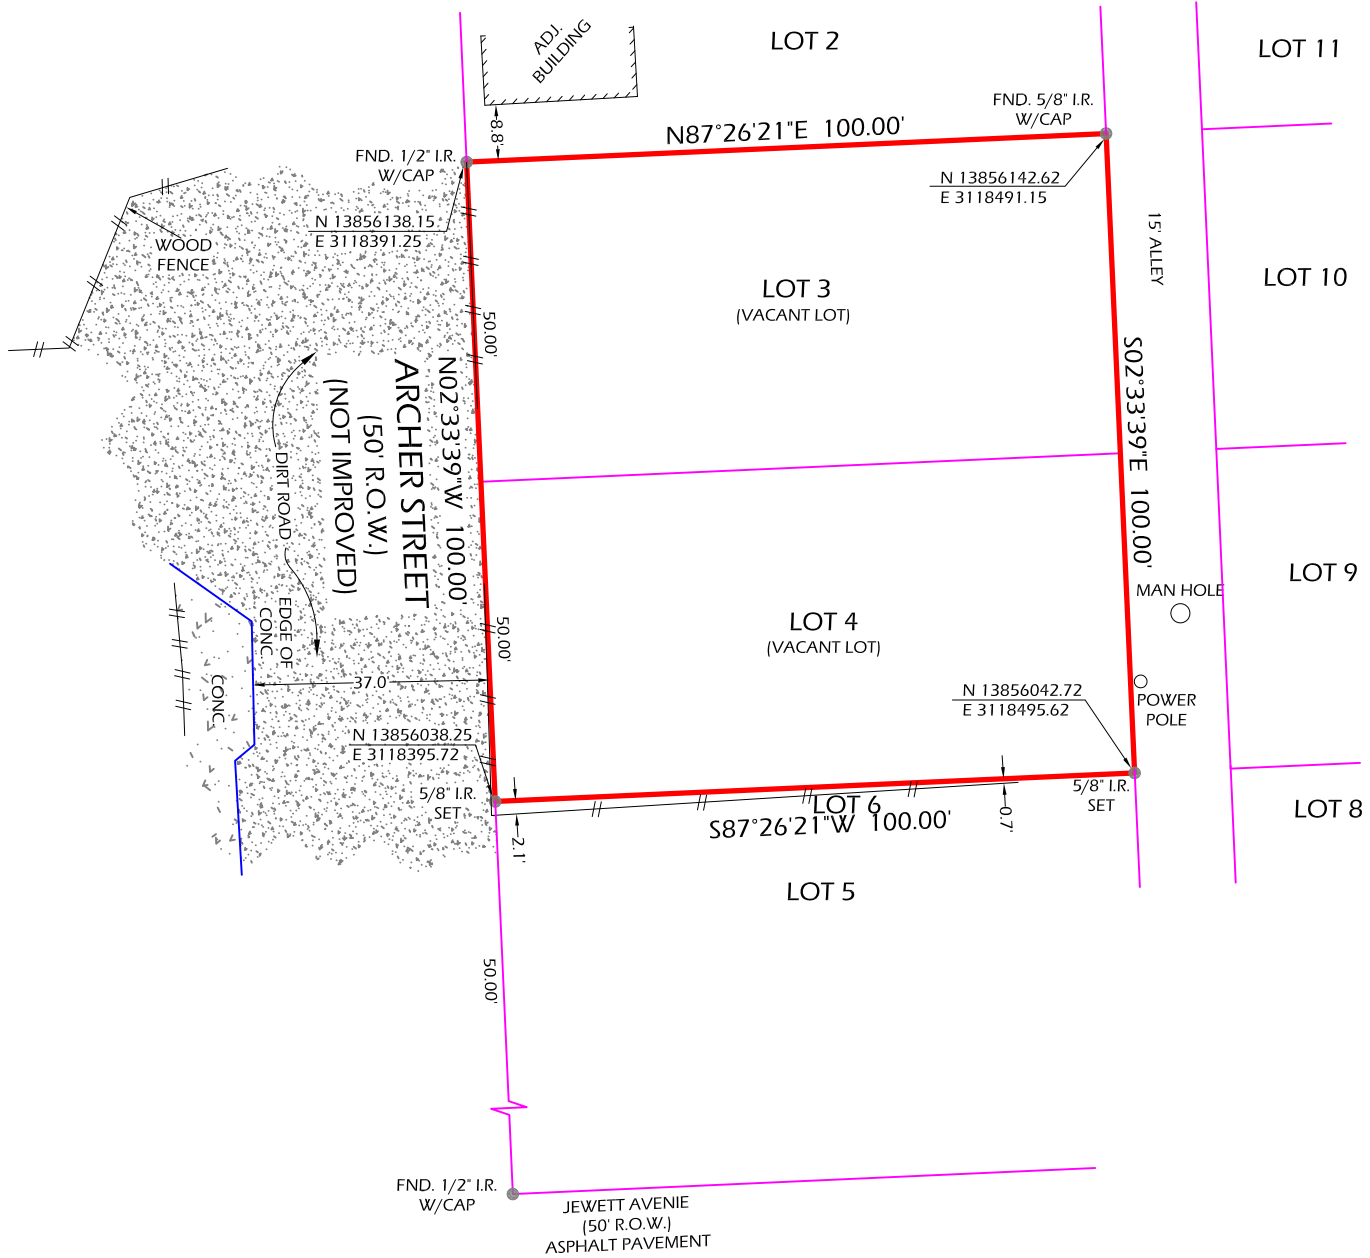 LOT 2
LOT 11
ADJ.
BUILDING
8.8'
FND. 5/8" I.R.
W/CAP
N87°26'21"E 100.00'
FND. 1/2" I.R.
W/CAP
N 13856142.62
E 3118491.15
N 13856138.15
E 3118391.25
WOOD
FENCE
15' ALLEY
LOT 10
LOT 3
(VACANT LOT)
50.00'
N02°33'39"W 100.00'
ARCHER STREET
(50' R.O.W.)
(NOT IMPROVED)
DIRT ROAD
S02°33'39"E 100.00'
LOT 9
MAN HOLE
EDGE OF
CONC.
LOT 4
(VACANT LOT)
50.00'
37.0'
CONC.
N 13856042.72
E 3118495.62
POWER
POLE
N 13856038.25
E 3118395.72
5/8" I.R.
SET
5/8" I.R.
SET
LOT 6
S87°26'21"W 100.00'
0.7'
2.1'
LOT 8
LOT 5
50.00'
FND. 1/2" I.R.
W/CAP
JEWETT AVENIE
(50' R.O.W.)
ASPHALT PAVEMENT